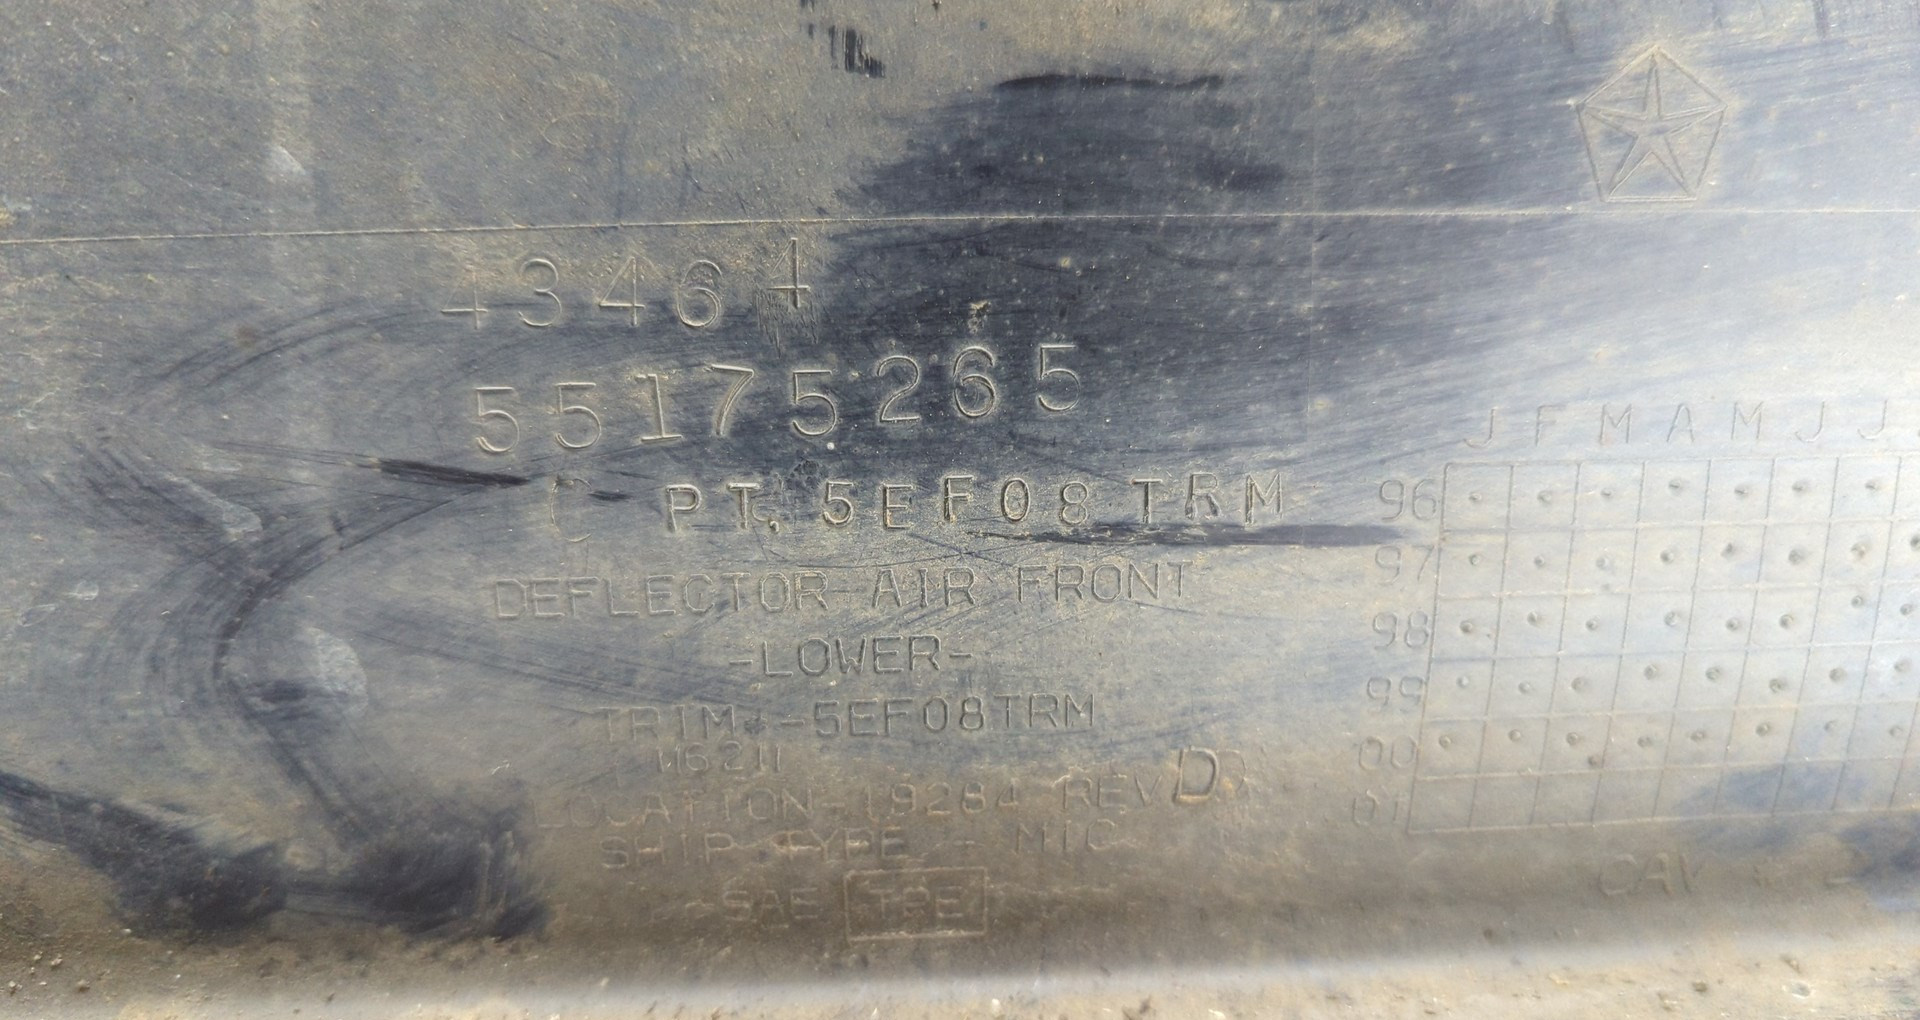 43464
55175265
C PT. 5EF08TRM
DEFLECTOR-AIR FRONT
-LOWER-
TRIM -5EF08TRM
M6211
LOCATION-19284 REV D
SHIP TYPE - MIC
SAE TPE
J F M A M J J
96
97
98
99
00
01
CAV